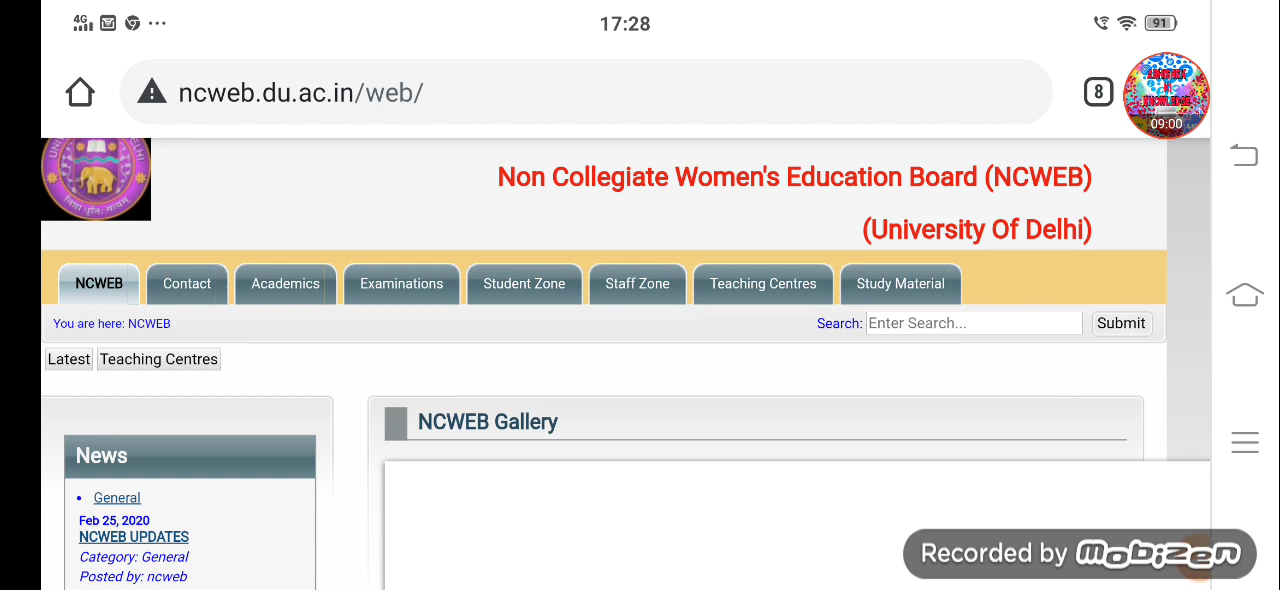 4G
17:28
91
ncweb.du.ac.in/web/
8
ABHISHEK
KNOWLEDGE
09:00
Non Collegiate Women's Education Board (NCWEB)
(University Of Delhi)
NCWEB Contact Academics Examinations Student Zone Staff Zone Teaching Centres Study Material
You are here: NCWEB
Search: Enter Search... Submit
Latest Teaching Centres
NCWEB Gallery
News
General
Feb 25, 2020
NCWEB UPDATES
Category: General
Posted by: ncweb
Recorded by Mobizen